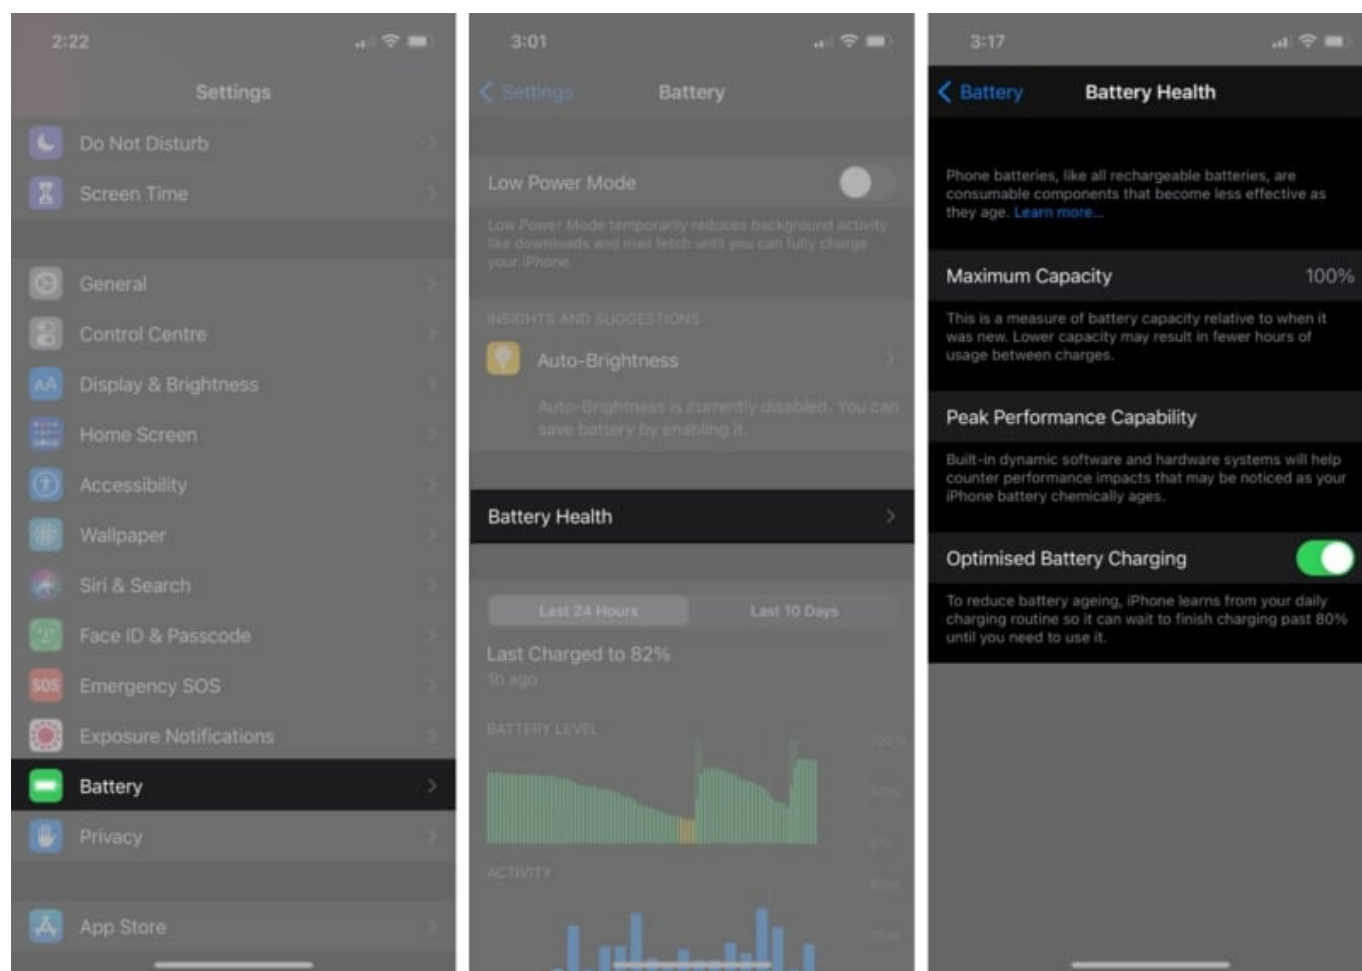 2:22
Settings
Do Not Disturb
Screen Time
General
Control Centre
AA Display & Brightness
Home Screen
Accessibility
Wallpaper
Siri & Search
Face ID & Passcode
SOS Emergency SOS
Exposure Notifications
Battery
Privacy
App Store
3:01
Settings Battery
Low Power Mode
Low Power Mode temporarily reduces background activity
like downloads and mail fetch until you can fully charge
your iPhone.
INSIGHTS AND SUGGESTIONS
Auto-Brightness
Auto-Brightness is currently disabled. You can
save battery by enabling it.
Battery Health
Last 24 Hours Last 10 Days
Last Charged to 82%
1h ago
BATTERY LEVEL
100%
50%
0%
ACTIVITY
60m
30m
3:17
Battery Battery Health
Phone batteries, like all rechargeable batteries, are
consumable components that become less effective as
they age. Learn more...
Maximum Capacity 100%
This is a measure of battery capacity relative to when it
was new. Lower capacity may result in fewer hours of
usage between charges.
Peak Performance Capability
Built-in dynamic software and hardware systems will help
counter performance impacts that may be noticed as your
iPhone battery chemically ages.
Optimised Battery Charging
To reduce battery ageing, iPhone learns from your daily
charging routine so it can wait to finish charging past 80%
until you need to use it.